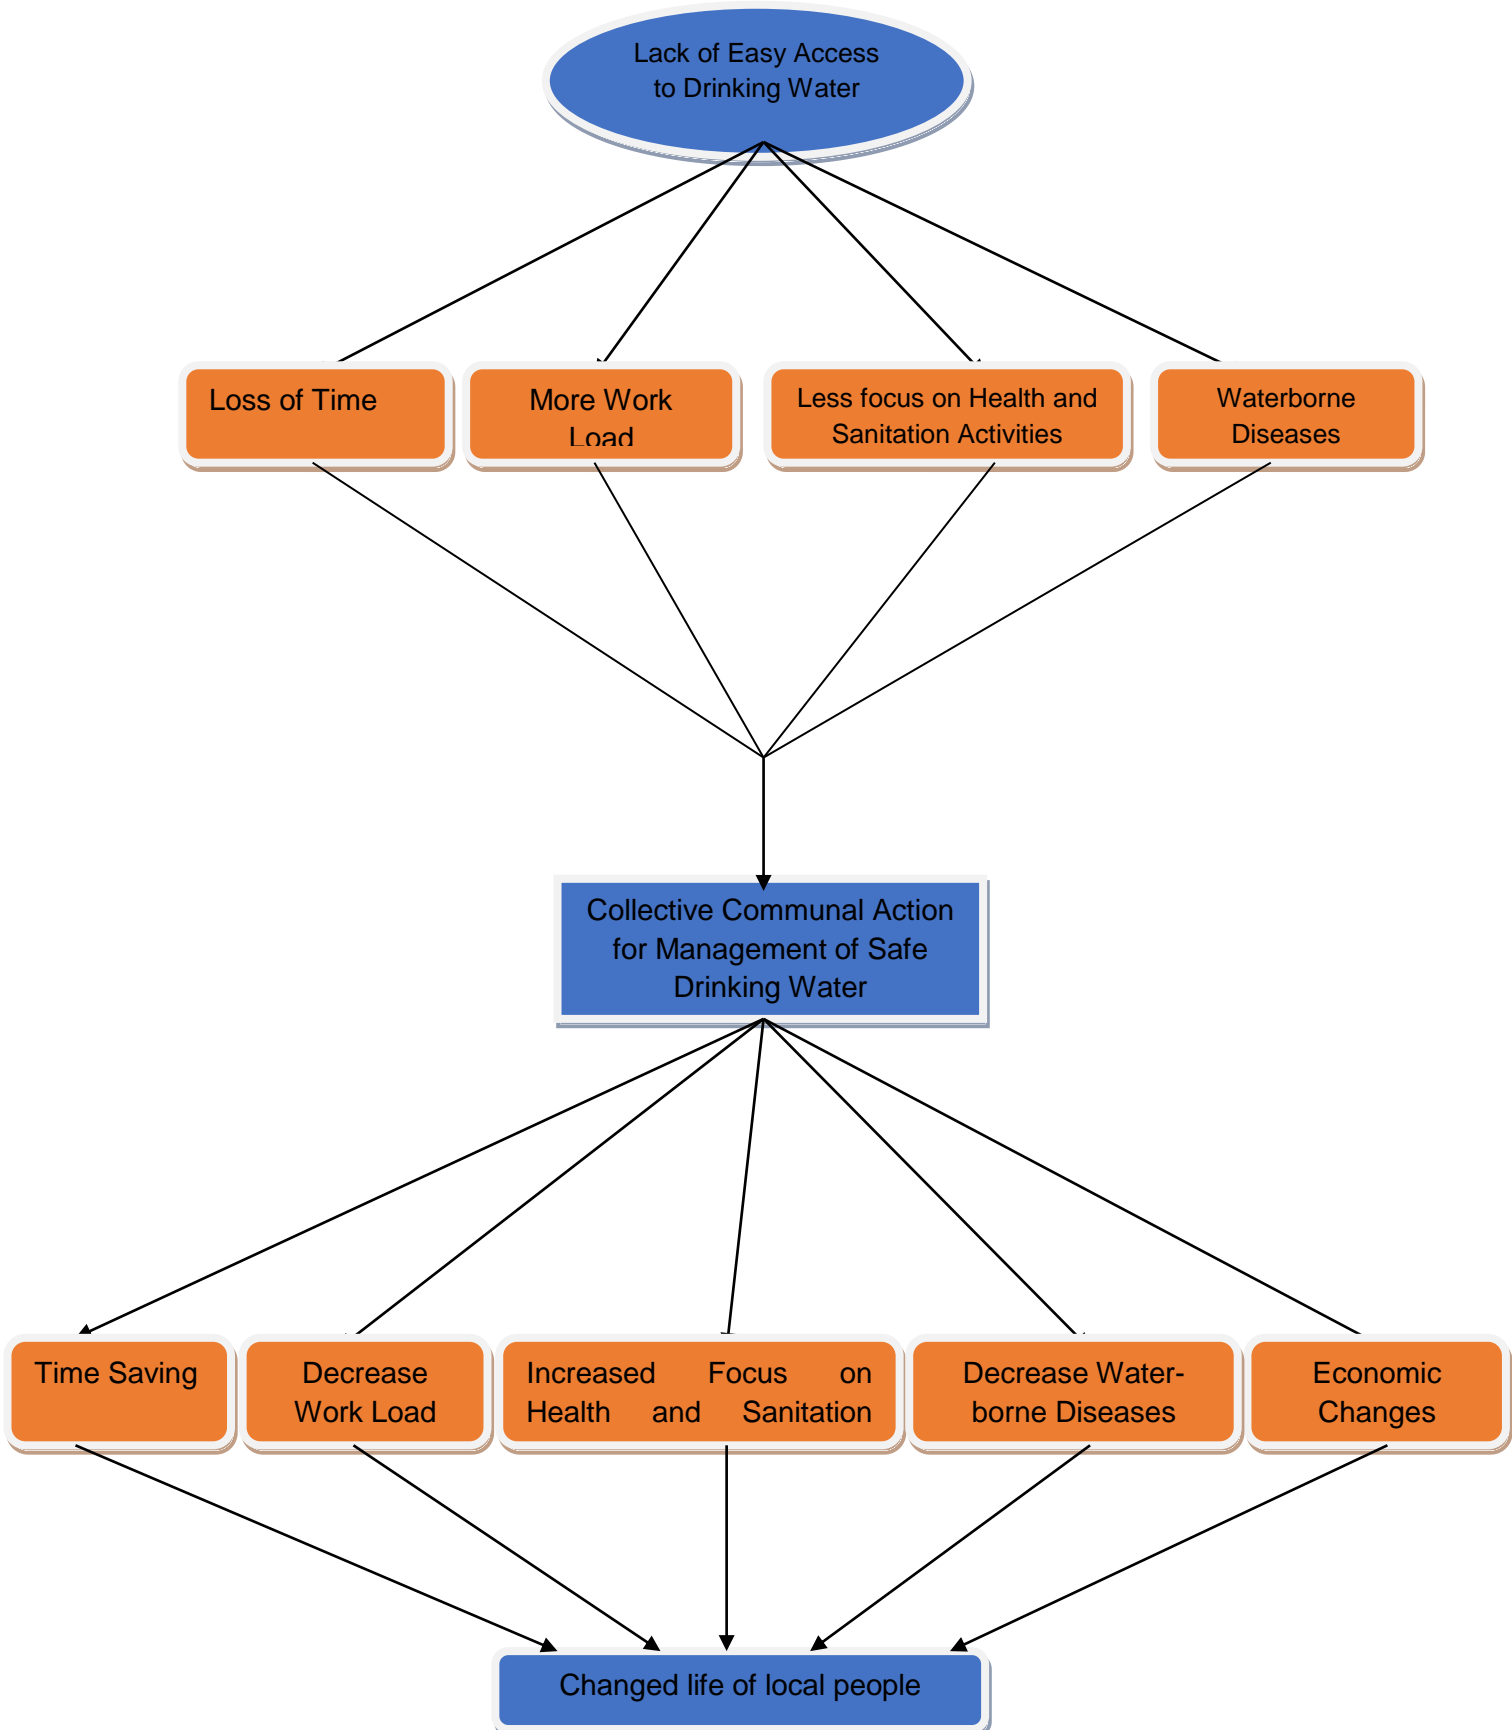 Lack of Easy Access
to Drinking Water
Loss of Time
More Work
Load
Less focus on Health and
Sanitation Activities
Waterborne
Diseases
Collective Communal Action
for Management of Safe
Drinking Water
Time Saving
Decrease
Work Load
Increased Focus on
Health and Sanitation
Decrease Water-
borne Diseases
Economic
Changes
Changed life of local people